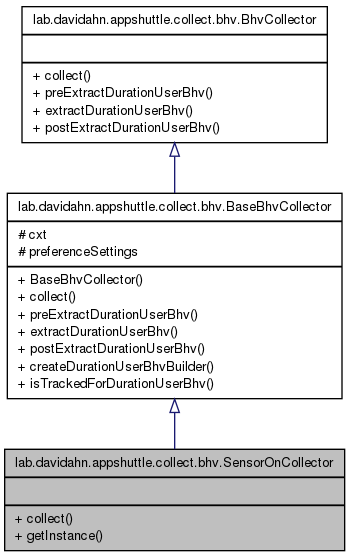 lab.davidahn.appshuttle.collect.bhv.BhvCollector
+ collect()
+ preExtractDurationUserBhv()
+ extractDurationUserBhv()
+ postExtractDurationUserBhv()
lab.davidahn.appshuttle.collect.bhv.BaseBhvCollector
# cxt
# preferenceSettings
+ BaseBhvCollector()
+ collect()
+ preExtractDurationUserBhv()
+ extractDurationUserBhv()
+ postExtractDurationUserBhv()
+ createDurationUserBhvBuilder()
+ isTrackedForDurationUserBhv()
lab.davidahn.appshuttle.collect.bhv.SensorOnCollector
+ collect()
+ getInstance()